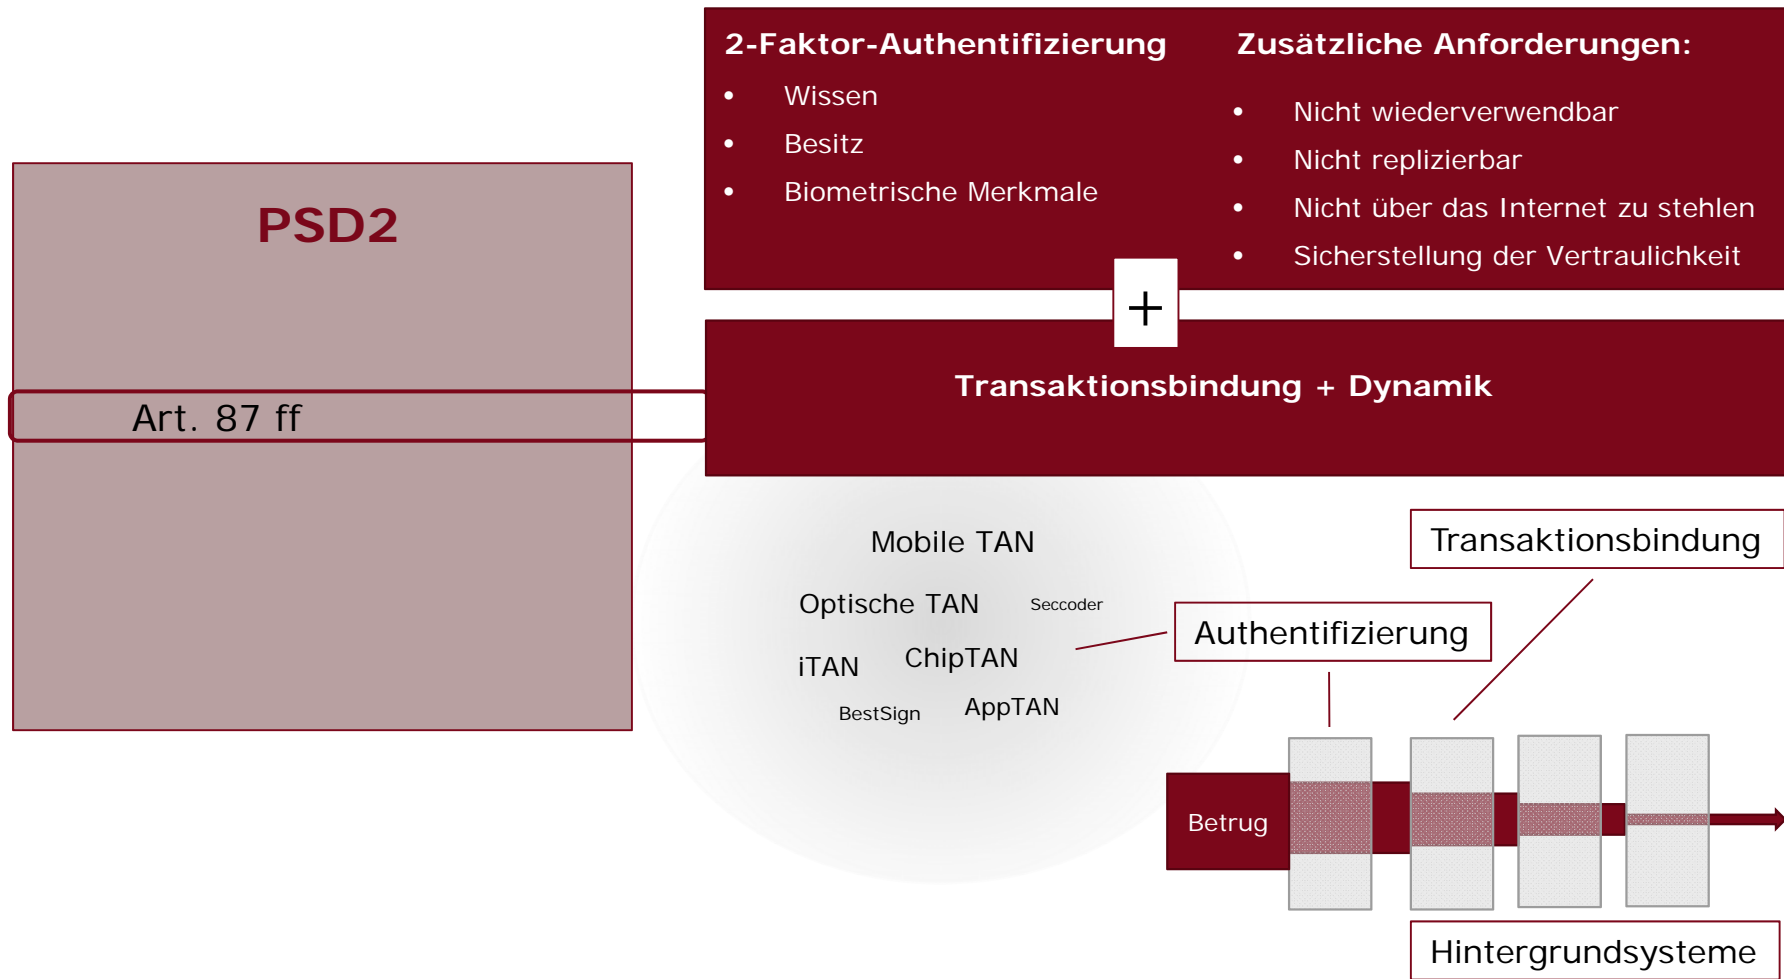 2-Faktor-Authentifizierung
• Wissen
• Besitz
• Biometrische Merkmale
Zusätzliche Anforderungen:
• Nicht wiederverwendbar
• Nicht replizierbar
• Nicht über das Internet zu stehlen
• Sicherstellung der Vertraulichkeit
PSD2
+
Transaktionsbindung + Dynamik
Art. 87 ff
Mobile TAN
Optische TAN
Seccoder
iTAN
ChipTAN
BestSign
AppTAN
Transaktionsbindung
Authentifizierung
Betrug
Hintergrundsysteme